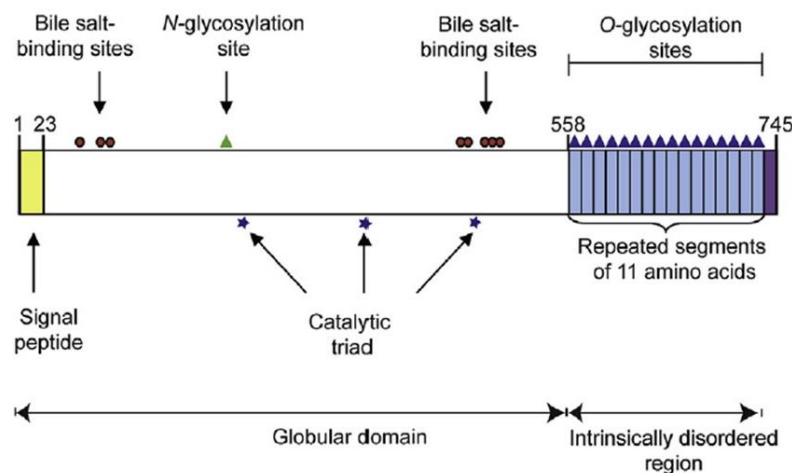 Bile salt-
binding sites
N-glycosylation
site
Bile salt-
binding sites
O-glycosylation
sites
1 23
558
745
Signal
peptide
Catalytic
triad
Repeated segments
of 11 amino acids
Globular domain
Intrinsically disordered
region